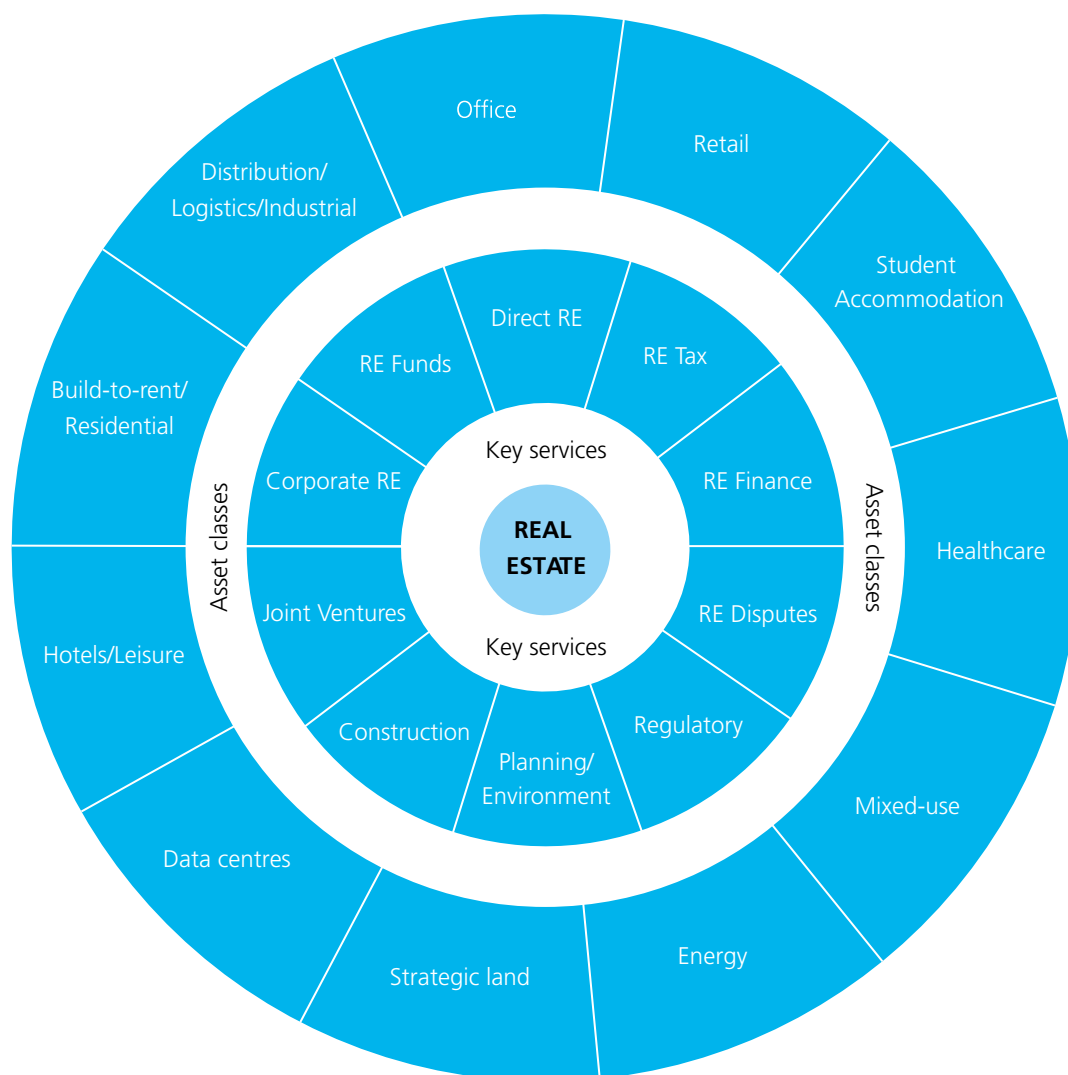 Office
Retail
Student
Accommodation
Healthcare
Mixed-use
Energy
Strategic land
Data centres
Hotels/Leisure
Build-to-rent/
Residential
Distribution/
Logistics/Industrial
Asset classes
Asset classes
Direct RE
RE Tax
RE Finance
RE Disputes
Regulatory
Planning/
Environment
Construction
Joint Ventures
Corporate RE
RE Funds
Key services
REAL
ESTATE
Key services